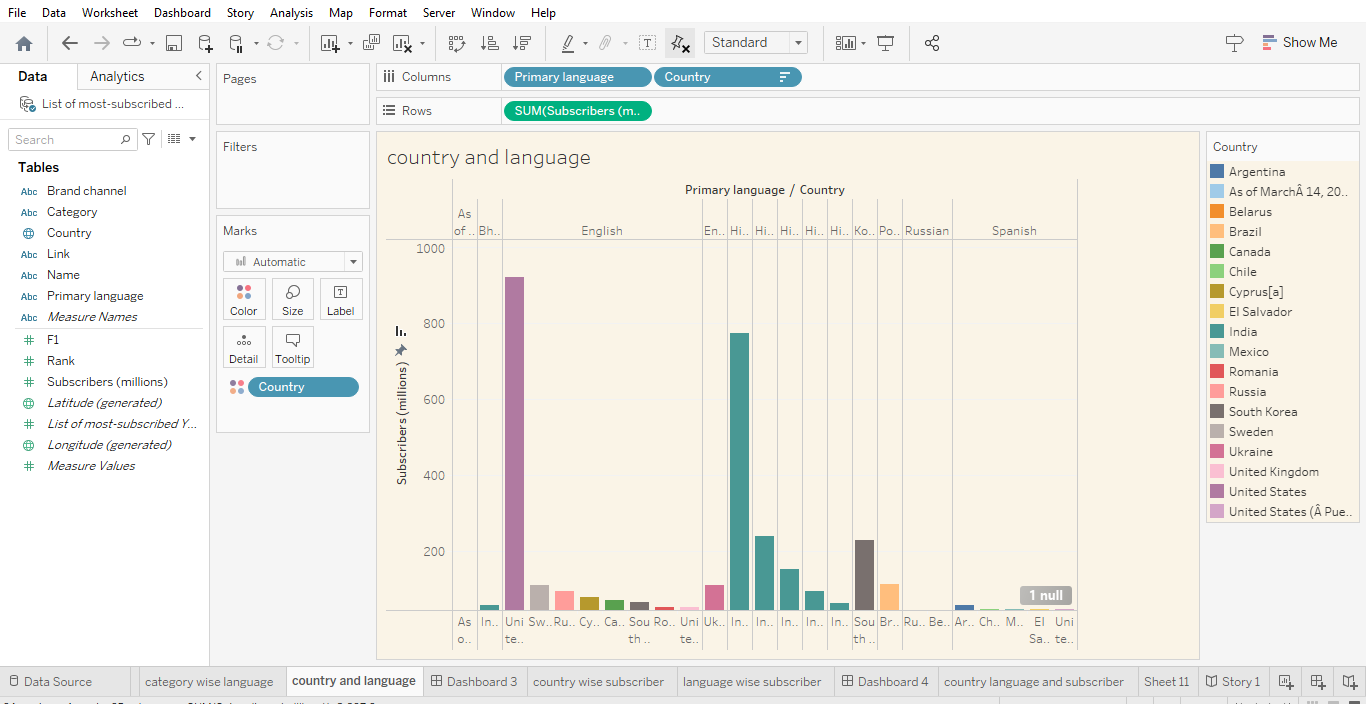 File Data Worksheet Dashboard Story Analysis Map Format Server Window Help
Standard
Show Me
Data Analytics
List of most-subscribed ...
Search
Tables
Abc Brand channel
Abc Category
Country
Abc Link
Abc Name
Abc Primary language
Abc Measure Names
F1
Rank
Subscribers (millions)
Latitude (generated)
List of most-subscribed Y...
Longitude (generated)
Measure Values
Pages
Filters
Marks
Automatic
Color Size Label
Detail Tooltip
Country
Columns Primary language Country
Rows SUM(Subscribers (m..
country and language
Primary language / Country
As
of .. Bh.. English En.. Hi.. Hi.. Hi.. Hi.. Hi.. Ko.. Po.. Russian Spanish
1000
800
600
400
200
Subscribers (millions)
1 null
As In.. Unite.. Sw.. Ru.. Cy.. Ca.. Sou Ro.. Uni Uk.. In.. In.. In.. In.. In.. Sou Br.. Ru.. Be.. Ar.. Ch.. M.. El Uni
o.. th .. te.. th .. Sa.. te..
Country
Argentina
As of MarchÂ 14, 20..
Belarus
Brazil
Canada
Chile
Cyprus[a]
El Salvador
India
Mexico
Romania
Russia
South Korea
Sweden
Ukraine
United Kingdom
United States
United States (Â Pue..
Data Source category wise language country and language Dashboard 3 country wise subscriber language wise subscriber Dashboard 4 country language and subscriber Sheet 11 Story 1